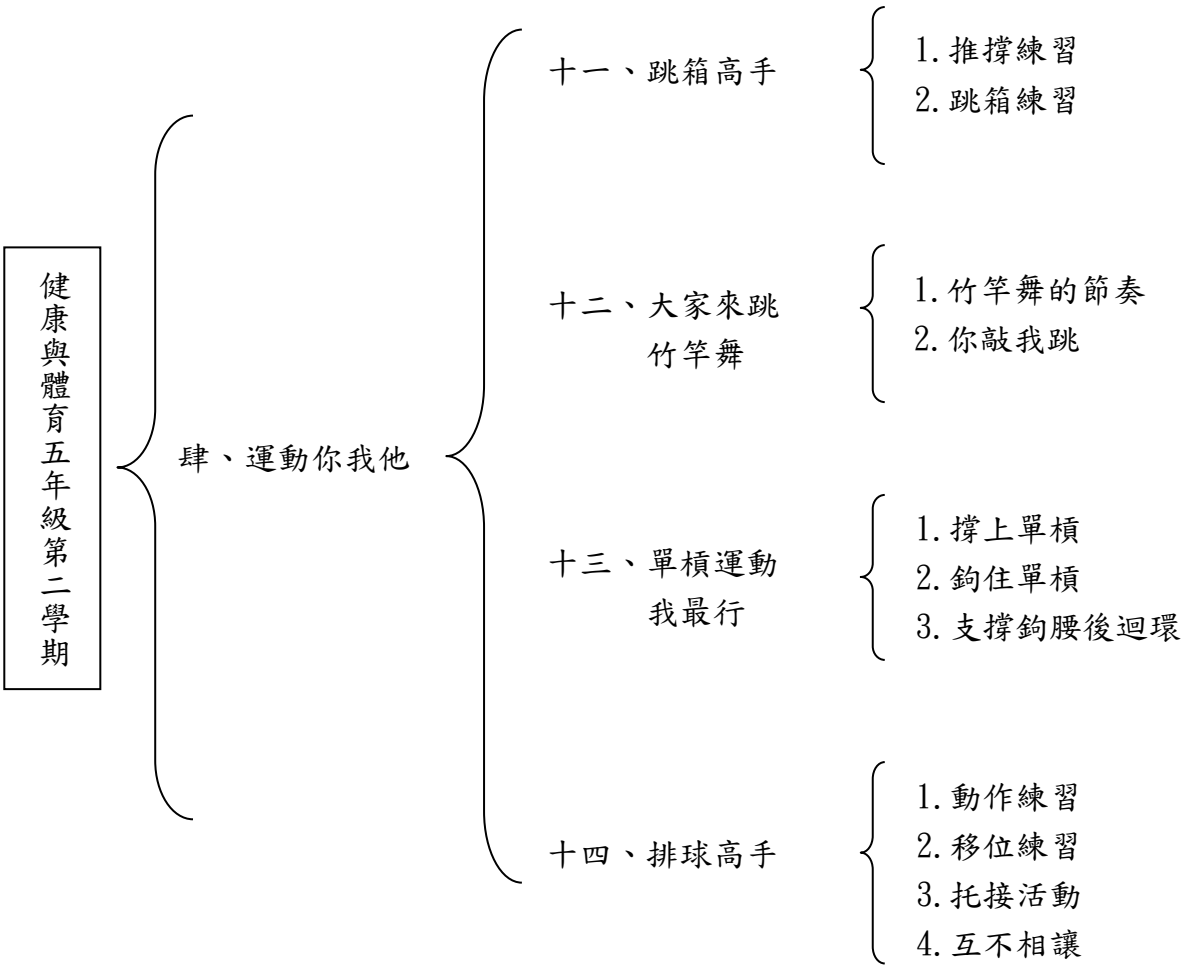 健康與體育五年級第二學期
肆、運動你我他
十一、跳箱高手
1.推撐練習
2.跳箱練習
十二、大家來跳
竹竿舞
1.竹竿舞的節奏
2.你敲我跳
十三、單槓運動
我最行
1.撐上單槓
2.鉤住單槓
3.支撐鉤腰後迴環
十四、排球高手
1.動作練習
2.移位練習
3.托接活動
4.互不相讓